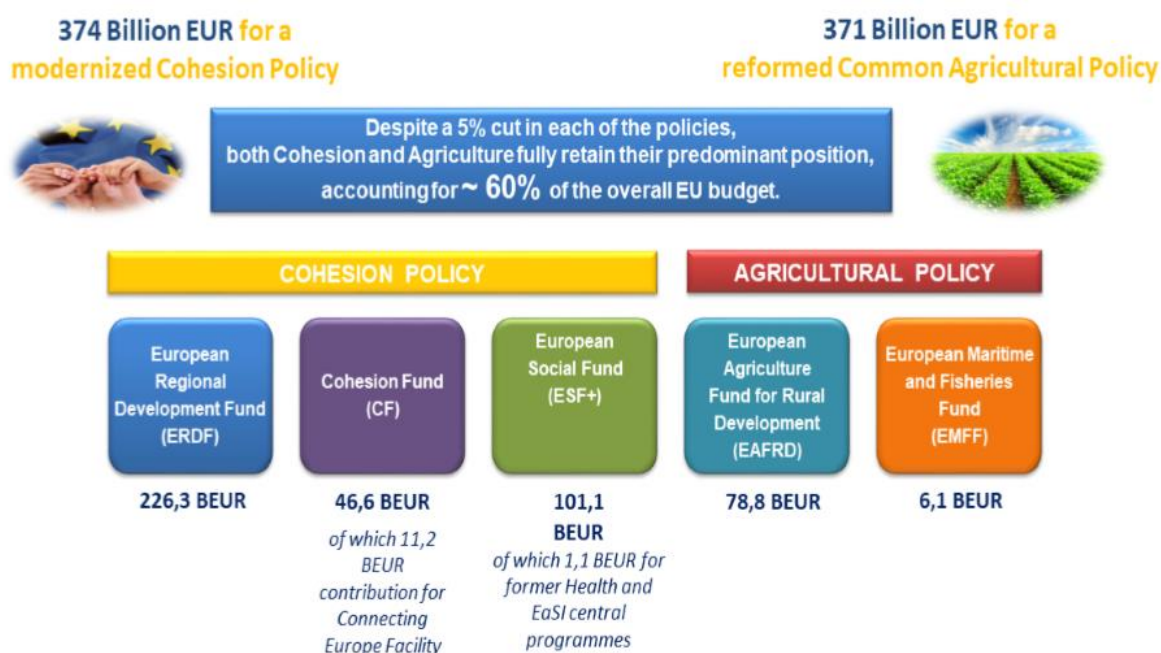 374 Billion EUR for a
modernized Cohesion Policy
371 Billion EUR for a
reformed Common Agricultural Policy
Despite a 5% cut in each of the policies,
both Cohesion and Agriculture fully retain their predominant position,
accounting for ~ 60% of the overall EU budget.
COHESION POLICY
AGRICULTURAL POLICY
European
Regional
Development Fund
(ERDF)
226,3 BEUR
Cohesion Fund
(CF)
46,6 BEUR
of which 11,2
BEUR
contribution for
Connecting
Europe Facility
European
Social Fund
(ESF+)
101,1
BEUR
of which 1,1 BEUR for
former Health and
EaSI central
programmes
European
Agriculture
Fund for Rural
Development
(EAFRD)
78,8 BEUR
European Maritime
and Fisheries
Fund
(EMFF)
6,1 BEUR